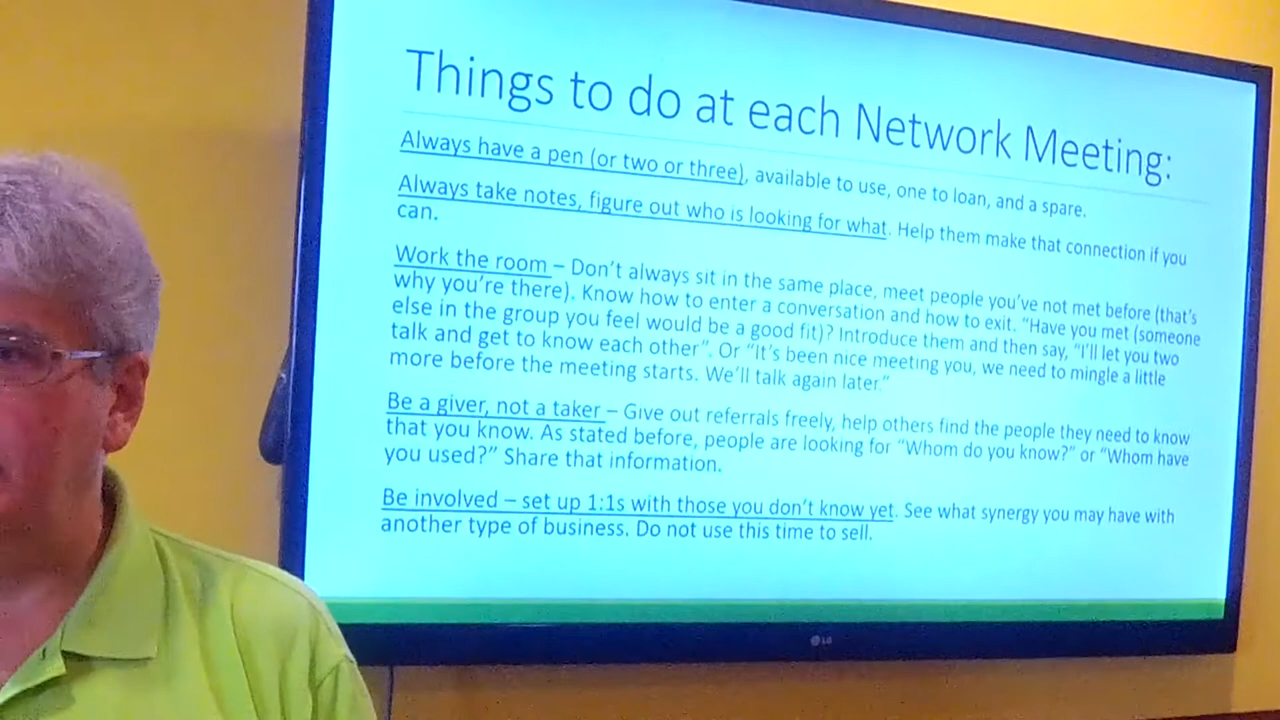 Things to do at each Network Meeting:
Always have a pen (or two or three), available to use, one to loan, and a spare.
Always take notes, figure out who is looking for what. Help them make that connection if you
can.
Work the room – Don’t always sit in the same place, meet people you’ve not met before (that’s
why you’re there). Know how to enter a conversation and how to exit. “Have you met (someone
else in the group you feel would be a good fit)? Introduce them and then say, “I’ll let you two
talk and get to know each other”. Or “It’s been nice meeting you, we need to mingle a little
more before the meeting starts. We’ll talk again later.”
Be a giver, not a taker – Give out referrals freely, help others find the people they need to know
that you know. As stated before, people are looking for “Whom do you know?” or “Whom have
you used?” Share that information.
Be involved – set up 1:1s with those you don’t know yet. See what synergy you may have with
another type of business. Do not use this time to sell.
LG